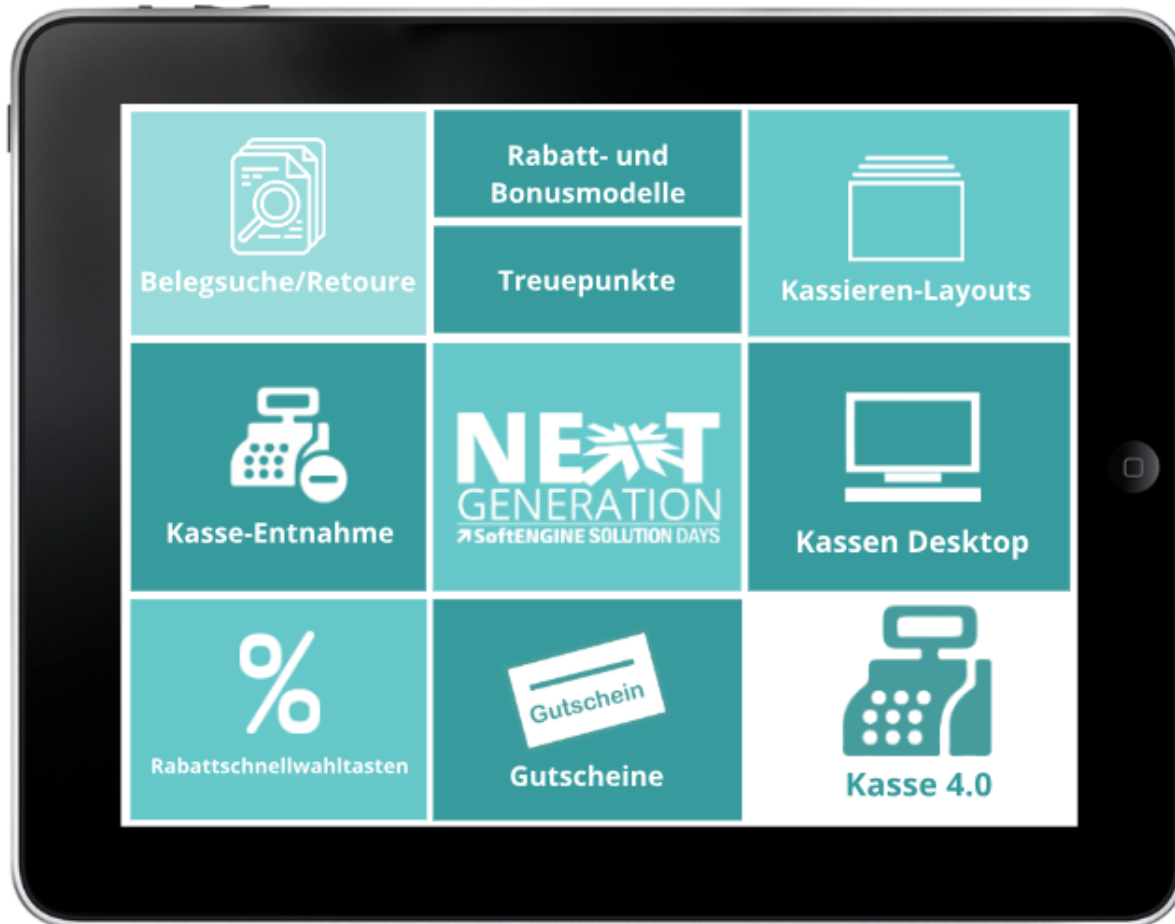 Rabatt- und
Bonusmodelle
Belegsuche/Retoure
Treuepunkte
Kassieren-Layouts
Kasse-Entnahme
NEXT
GENERATION
SoftENGINE SOLUTION DAYS
Kassen Desktop
Rabattschnellwahltasten
Gutschein
Gutscheine
Kasse 4.0